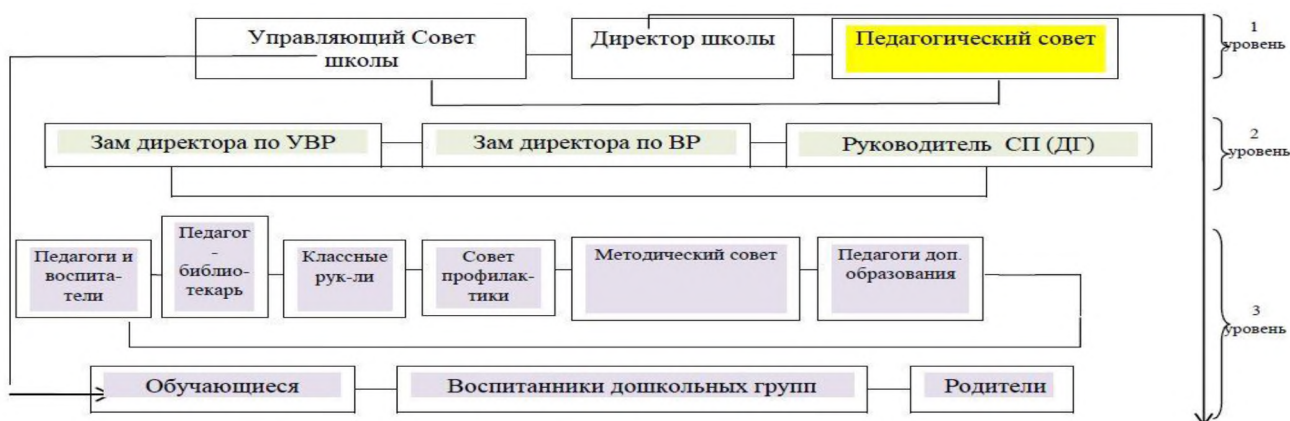 Управляющий Совет
школы
Директор школы
Педагогический совет
1
уровень
Зам директора по УВР
Зам директора по ВР
Руководитель СП (ДГ)
2
уровень
Педагоги и
воспита-
тели
Педагог
-
библио-
текарь
Классные
рук-ли
Совет
профилак-
тики
Методический совет
Педагоги доп.
образования
3
уровень
Обучающиеся
Воспитанники дошкольных групп
Родители